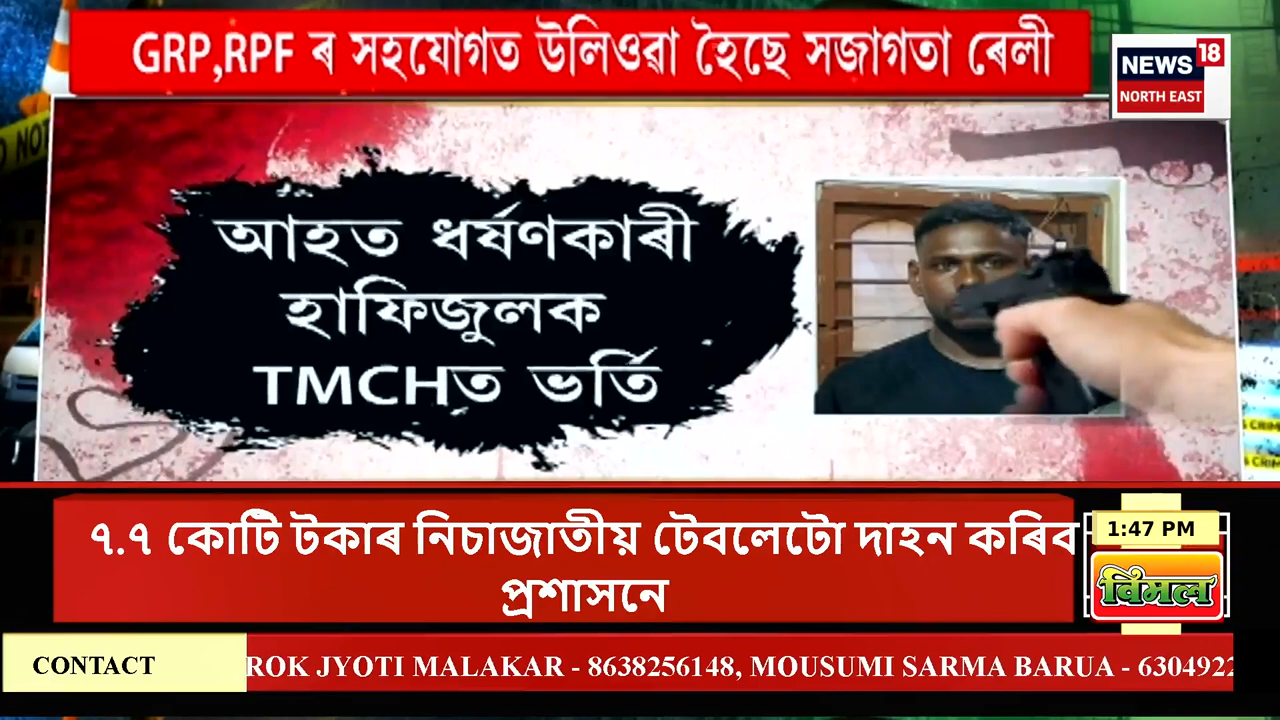 GRP,RPF ৰ সহযোগত উলিওৱা হৈছে সজাগতা ৰেলী
NEWS 18
NORTH EAST
আহত ধৰ্ষণকাৰী
হাফিজুলক
TMCHত ভৰ্তি
৭.৭ কোটি টকাৰ নিচাজাতীয় টেবলেটো দাহন কৰিব
প্ৰশাসনে
1:47 PM
বিমল
CONTACT
ROK JYOTI MALAKAR - 8638256148, MOUSUMI SARMA BARUA - 6304922